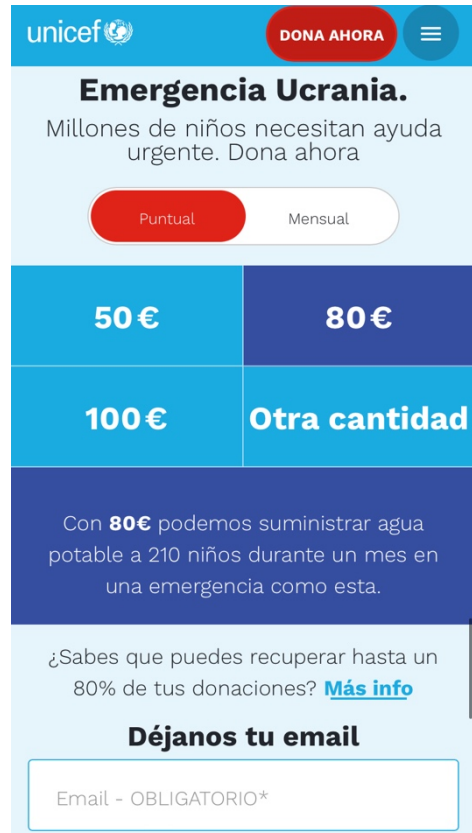 unicef
DONA AHORA
Emergencia Ucrania.
Millones de niños necesitan ayuda
urgente. Dona ahora
Puntual Mensual
50€ 80€
100€ Otra cantidad
Con 80€ podemos suministrar agua
potable a 210 niños durante un mes en
una emergencia como esta.
¿Sabes que puedes recuperar hasta un
80% de tus donaciones? Más info
Déjanos tu email
Email - OBLIGATORIO*